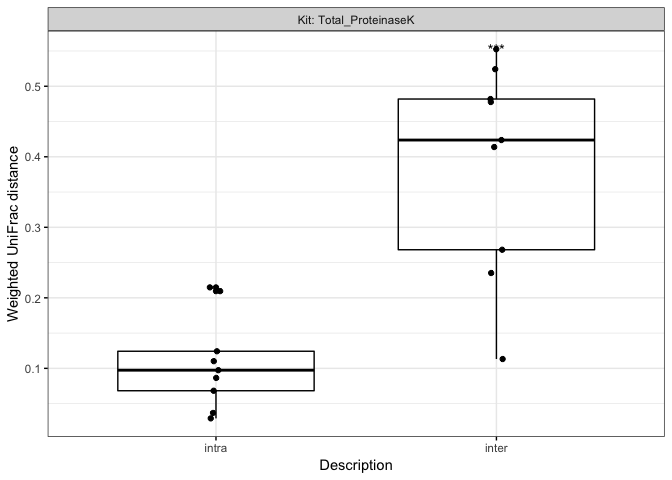 Kit: Total_ProteinaseK
***
0.5
0.4
0.3
0.2
0.1
Weighted UniFrac distance
intra
inter
Description